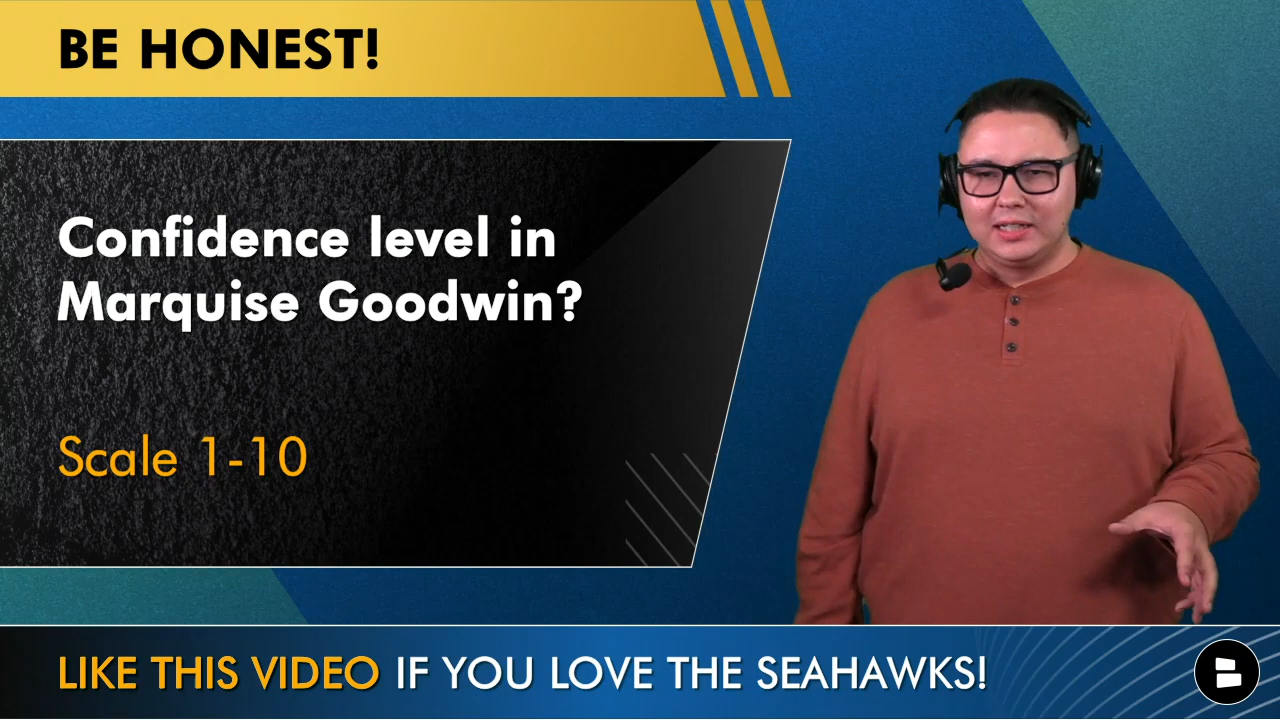 BE HONEST!
Confidence level in
Marquise Goodwin?
Scale 1-10
LIKE THIS VIDEO IF YOU LOVE THE SEAHAWKS!